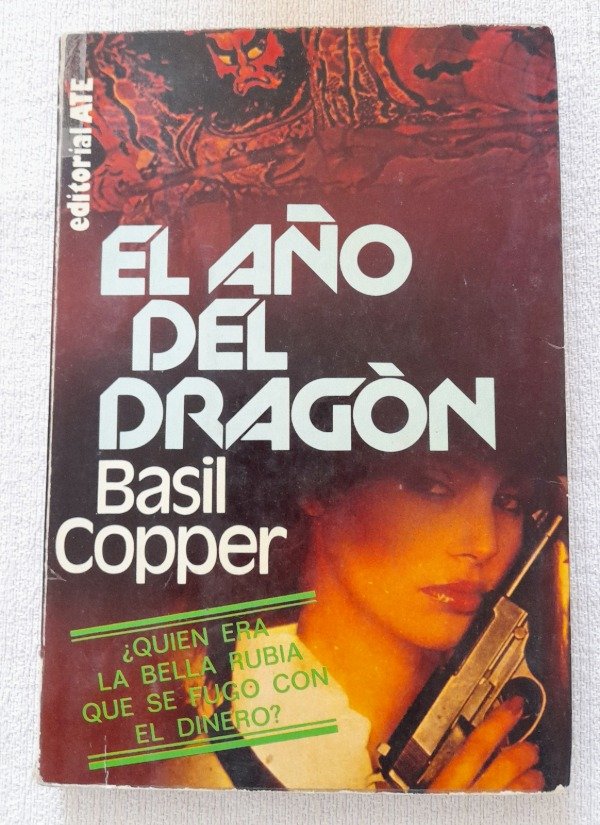 editorial ATE
EL AÑO
DEL
DRAGÒN
Basil
Copper
¿QUIEN ERA
LA BELLA RUBIA
QUE SE FUGO CON
EL DINERO?